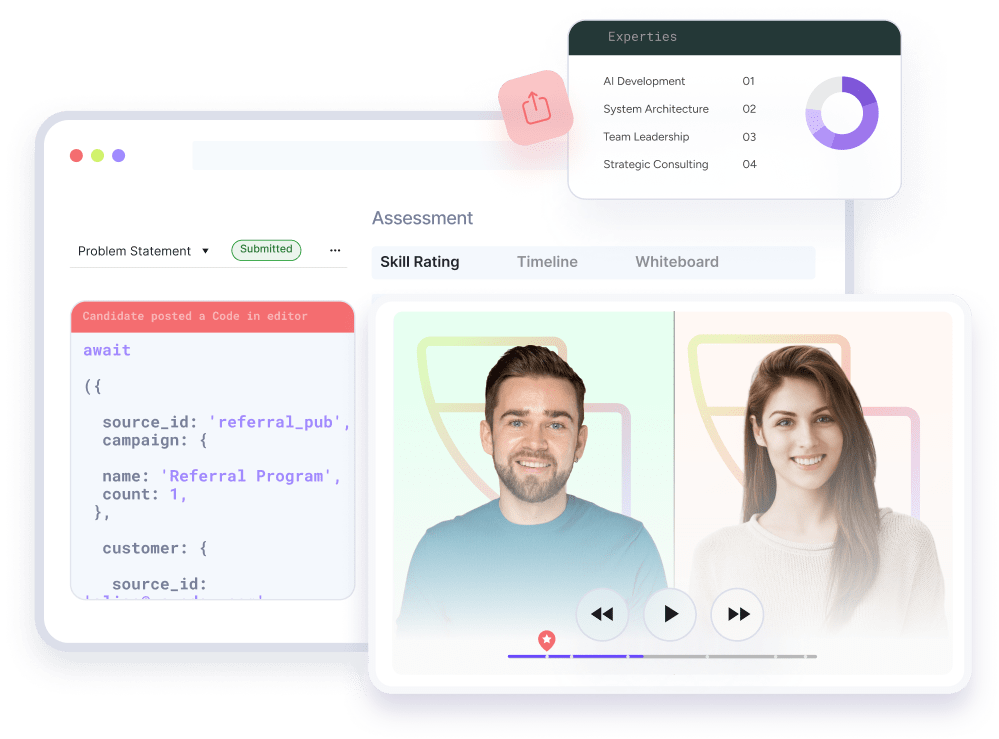 Experties
AI Development 01
System Architecture 02
Team Leadership 03
Strategic Consulting 04
Assessment
Problem Statement
Submitted
...
Skill Rating Timeline Whiteboard
Candidate posted a Code in editor
await
({
source_id: 'referral_pub',
campaign: {
name: 'Referral Program',
count: 1,
},
customer: {
source_id: